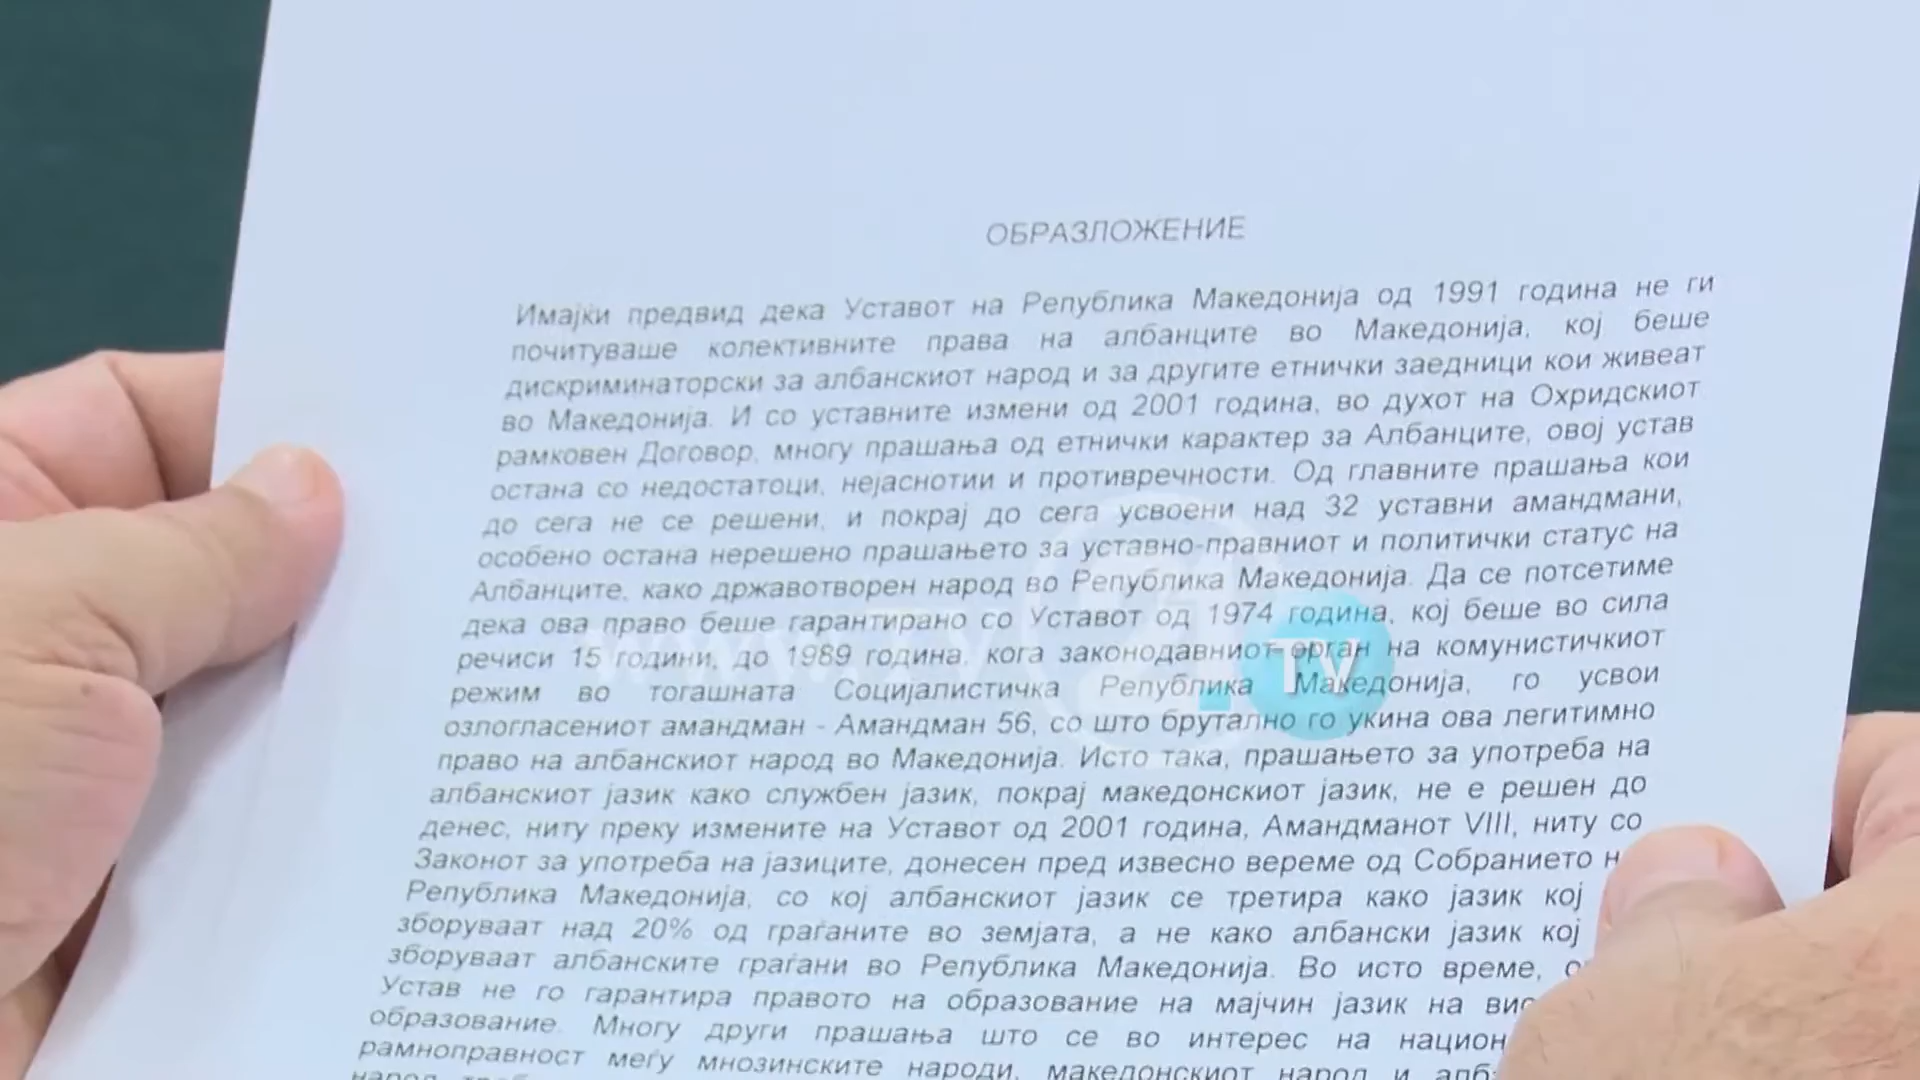 ОБРАЗЛОЖЕНИЕ
Имајќи предвид дека Уставот на Република Македонија од 1991 година не ги
почитуваше колективните права на албанците во Македонија, кој беше
дискриминаторски за албанскиот народ и за другите етнички заедници кои живеат
во Македонија. И со уставните измени од 2001 година, во духот на Охридскиот
рамковен Договор, многу прашања од етнички карактер за Албанците, овој устав
остана со недостатоци, нејаснотии и противречности. Од главните прашања кои
до сега не се решени, и покрај до сега усвоени над 32 уставни амандмани,
особено остана нерешено прашањето за уставно-правниот и политички статус на
Албанците, како државотворен народ во Република Македонија. Да се потсетиме
дека ова право беше гарантирано со Уставот од 1974 година, кој беше во сила
речиси 15 години, до 1989 година, кога законодавниот орган на комунистичкиот
режим во тогашната Социјалистичка Република Македонија, го усвои
озлогласениот амандман - Амандман 56, со што брутално го укина ова легитимно
право на албанскиот народ во Македонија. Исто така, прашањето за употреба на
албанскиот јазик како службен јазик, покрај македонскиот јазик, не е решен до
денес, ниту преку измените на Уставот од 2001 година, Амандманот VIII, ниту со
Законот за употреба на јазиците, донесен пред извесно вереме од Собранието
Република Македонија, со кој албанскиот јазик се третира како јазик кој
зборуваат над 20% од граѓаните во земјата, а не како албански јазик кој
зборуваат албанските граѓани во Република Македонија. Во исто време,
Устав не го гарантира правото на образование на мајчин јазик на
образование. Многу други прашања што се во интерес на
рамноправност меѓу мнозинските народи, македонскиот народ и
народ
www.TV
21
TV